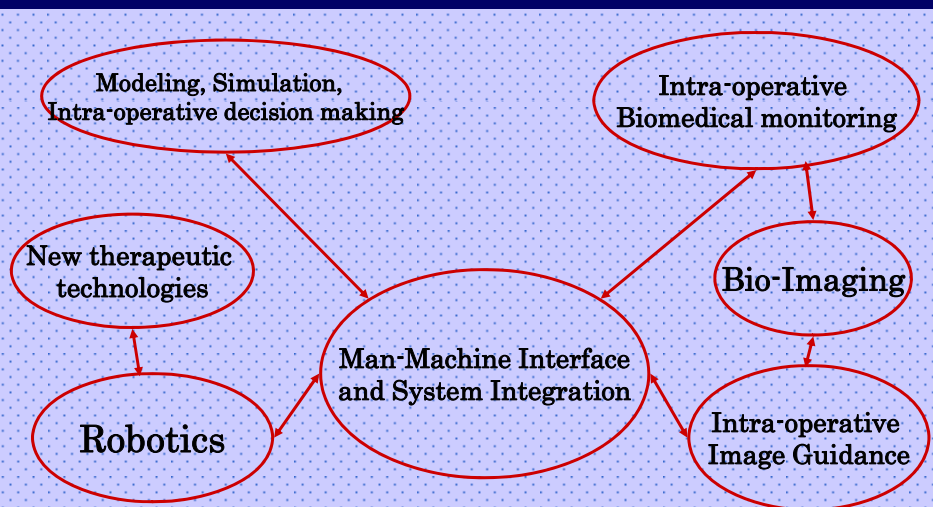 Modeling, Simulation,
Intra-operative decision making
Intra-operative
Biomedical monitoring
New therapeutic
technologies
Bio-Imaging
Man-Machine Interface
and System Integration
Robotics
Intra-operative
Image Guidance